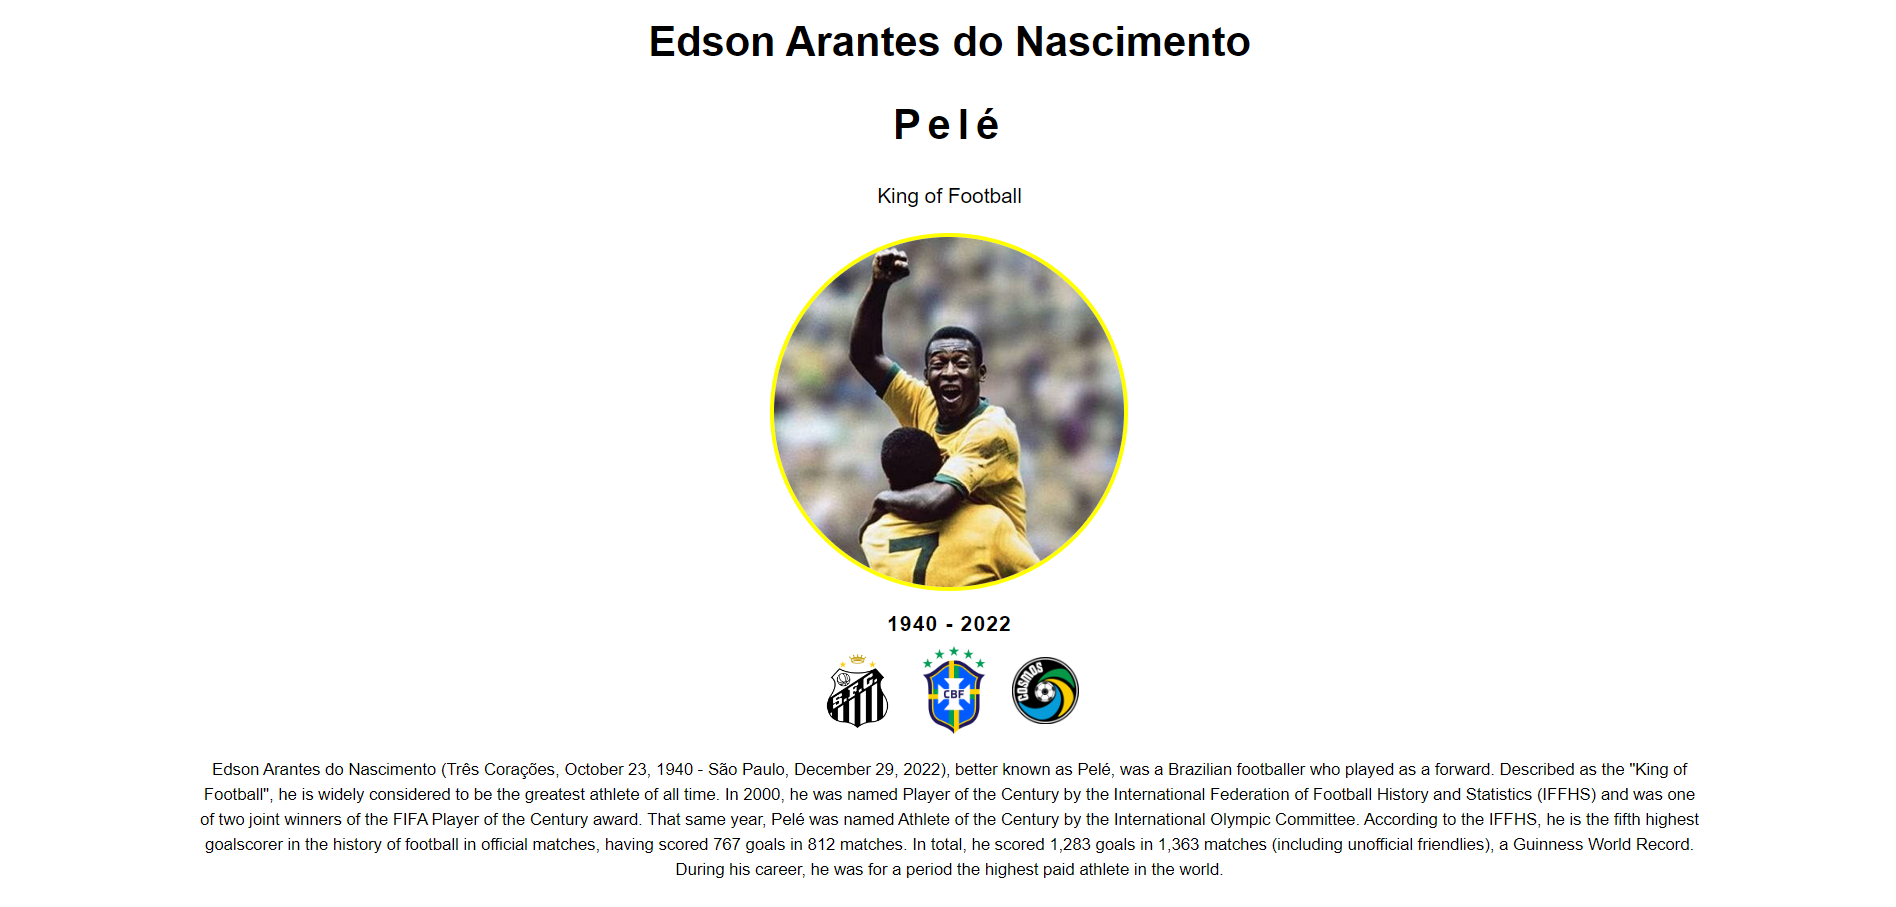 Edson Arantes do Nascimento
Pelé
King of Football
7
1940 - 2022
S.F.C.
CBF
COSMOS
Edson Arantes do Nascimento (Três Corações, October 23, 1940 - São Paulo, December 29, 2022), better known as Pelé, was a Brazilian footballer who played as a forward. Described as the "King of
Football", he is widely considered to be the greatest athlete of all time. In 2000, he was named Player of the Century by the International Federation of Football History and Statistics (IFFHS) and was one
of two joint winners of the FIFA Player of the Century award. That same year, Pelé was named Athlete of the Century by the International Olympic Committee. According to the IFFHS, he is the fifth highest
goalscorer in the history of football in official matches, having scored 767 goals in 812 matches. In total, he scored 1,283 goals in 1,363 matches (including unofficial friendlies), a Guinness World Record.
During his career, he was for a period the highest paid athlete in the world.